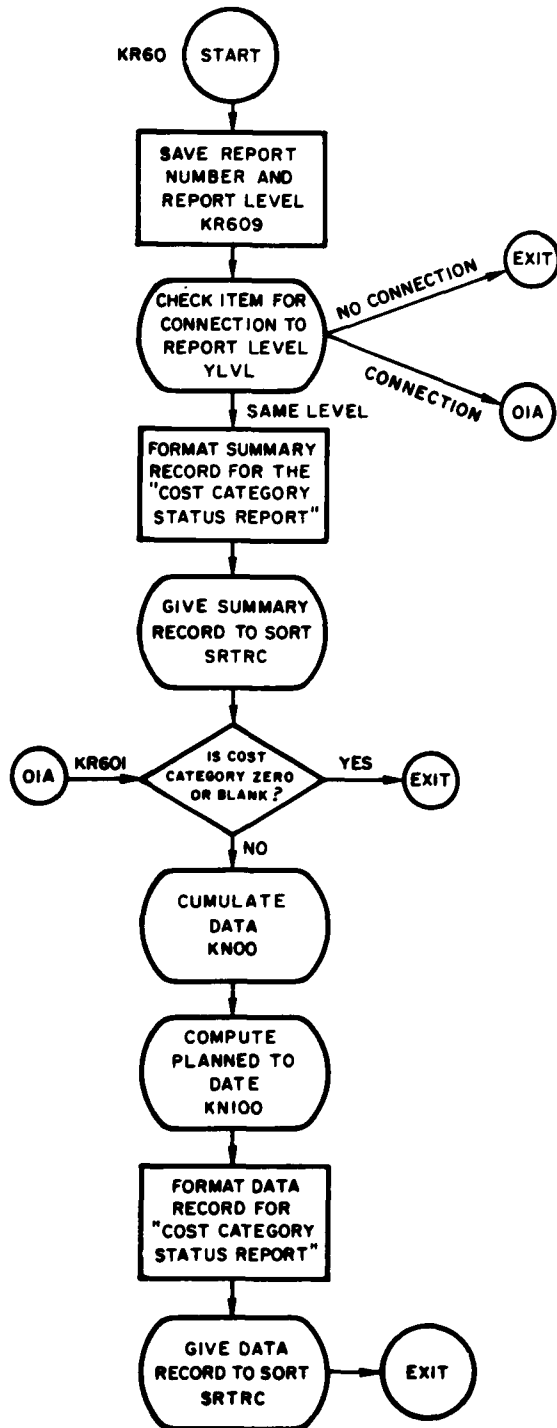 KR60
START
SAVE REPORT
NUMBER AND
REPORT LEVEL
KR609
CHECK ITEM FOR
CONNECTION TO
REPORT LEVEL
YLVL
NO CONNECTION
EXIT
CONNECTION
01A
SAME LEVEL
FORMAT SUMMARY
RECORD FOR THE
"COST CATEGORY
STATUS REPORT"
GIVE SUMMARY
RECORD TO SORT
SRTRC
01A
KR601
IS COST
CATEGORY ZERO
OR BLANK?
YES
EXIT
NO
CUMULATE
DATA
KN00
COMPUTE
PLANNED TO
DATE
KN100
FORMAT DATA
RECORD FOR
"COST CATEGORY
STATUS REPORT"
GIVE DATA
RECORD TO SORT
SRTRC
EXIT